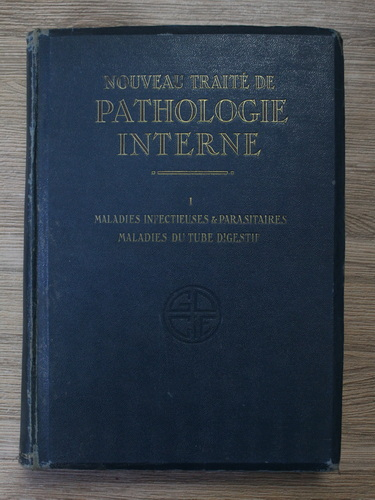 NOUVEAU TRAITÉ DE
PATHOLOGIE
INTERNE
I
MALADIES INFECTIEUSES & PARASITAIRES
MALADIES DU TUBE DIGESTIF